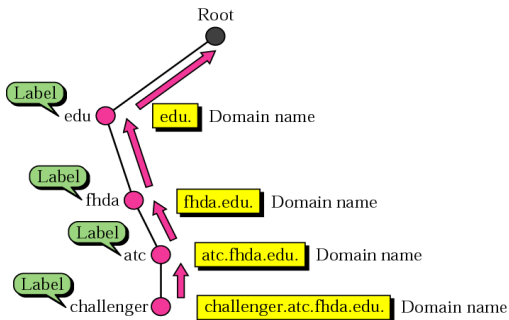 Root
Label
edu
edu. Domain name
Label
fhda
fhda.edu. Domain name
Label
atc
atc.fhda.edu. Domain name
Label
challenger
challenger.atc.fhda.edu. Domain name